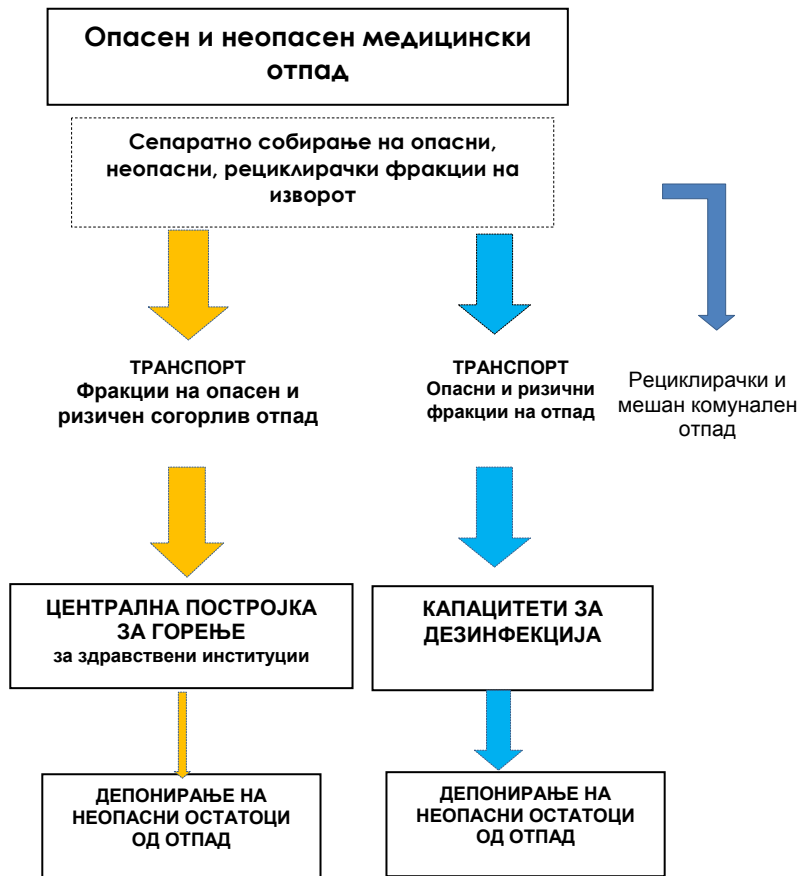 Опасен и неопасен медицински
отпад
Сепаратно собирање на опасни,
неопасни, рециклирачки фракции на
изворот
ТРАНСПОРТ
Фракции на опасен и
ризичен согорлив отпад
ТРАНСПОРТ
Опасни и ризични
фракции на отпад
Рециклирачки и
мешан комунален
отпад
ЦЕНТРАЛНА ПОСТРОЈКА
ЗА ГОРЕЊЕ
за здравствени институции
КАПАЦИТЕТИ ЗА
ДЕЗИНФЕКЦИЈА
ДЕПОНИРАЊЕ НА
НЕОПАСНИ ОСТАТОЦИ
ОД ОТПАД
ДЕПОНИРАЊЕ НА
НЕОПАСНИ ОСТАТОЦИ
ОД ОТПАД